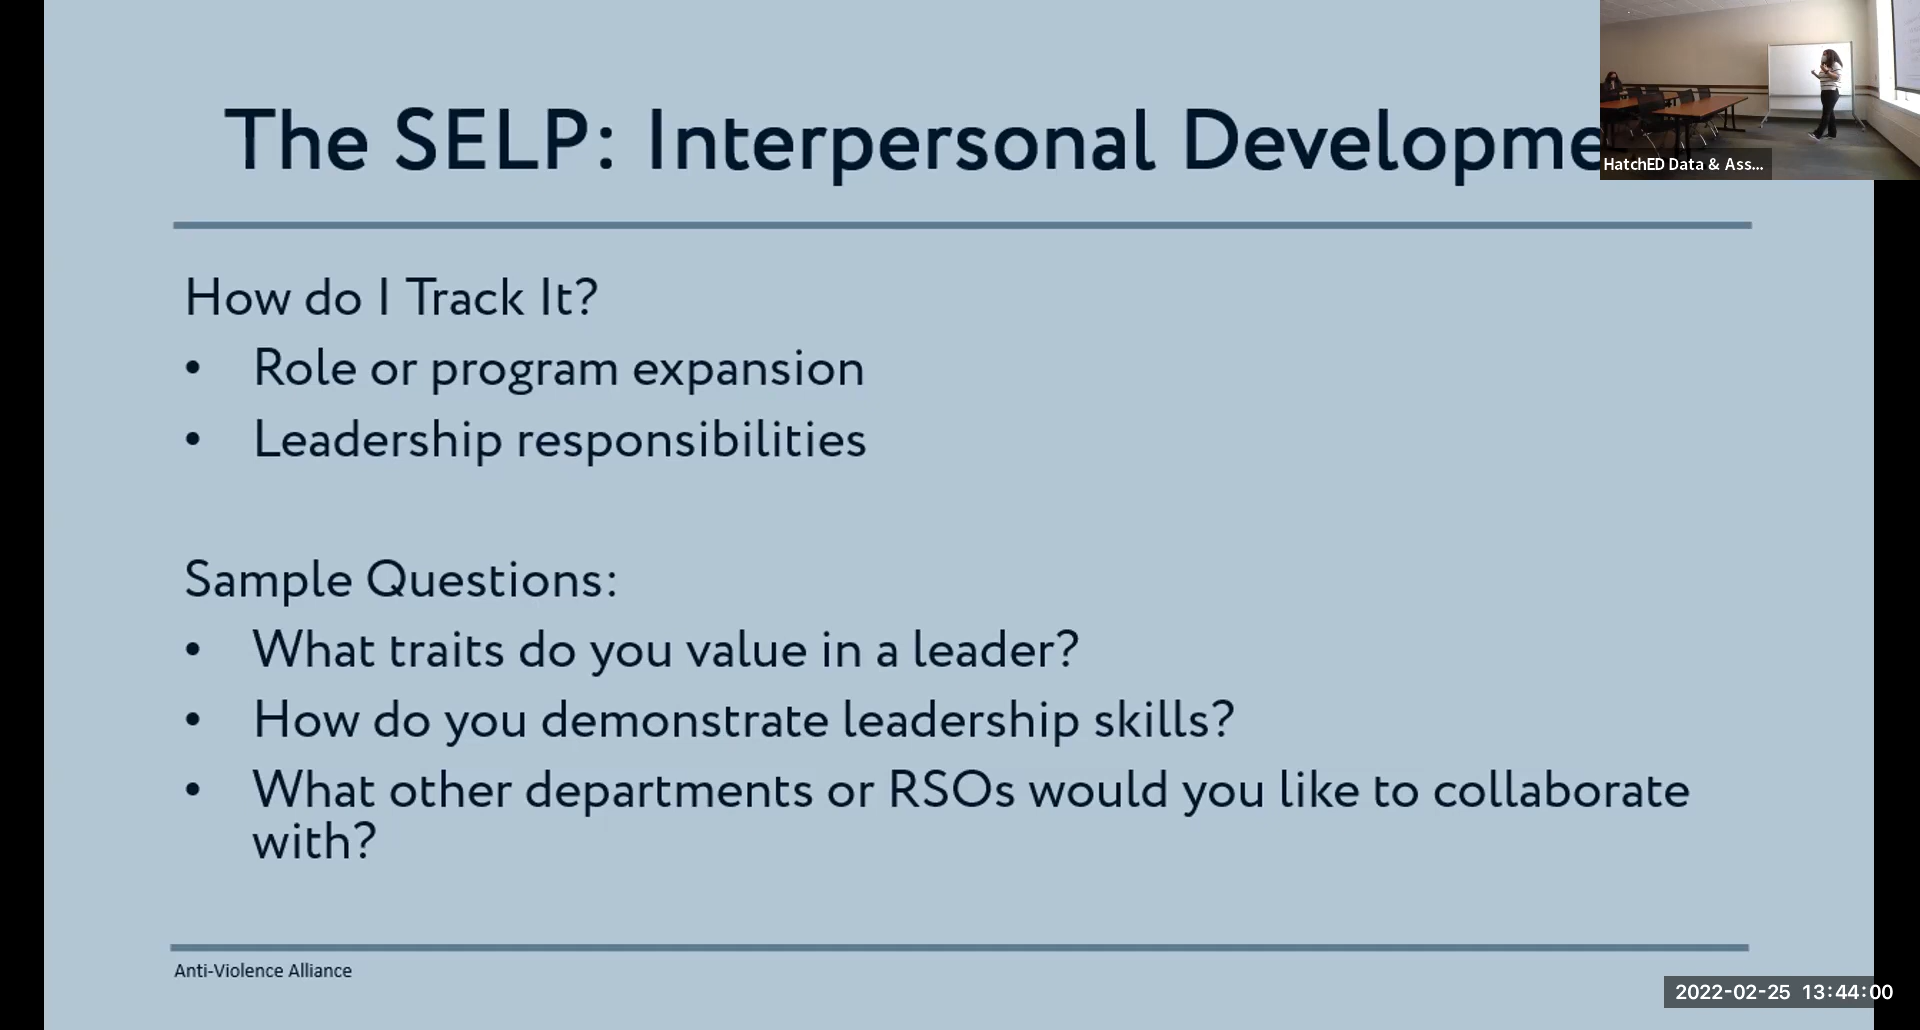 The SELP: Interpersonal Developme
HatchED Data & Ass...
How do I Track It?
• Role or program expansion
• Leadership responsibilities
Sample Questions:
• What traits do you value in a leader?
• How do you demonstrate leadership skills?
• What other departments or RSOs would you like to collaborate
with?
Anti-Violence Alliance
2022-02-25 13:44:00